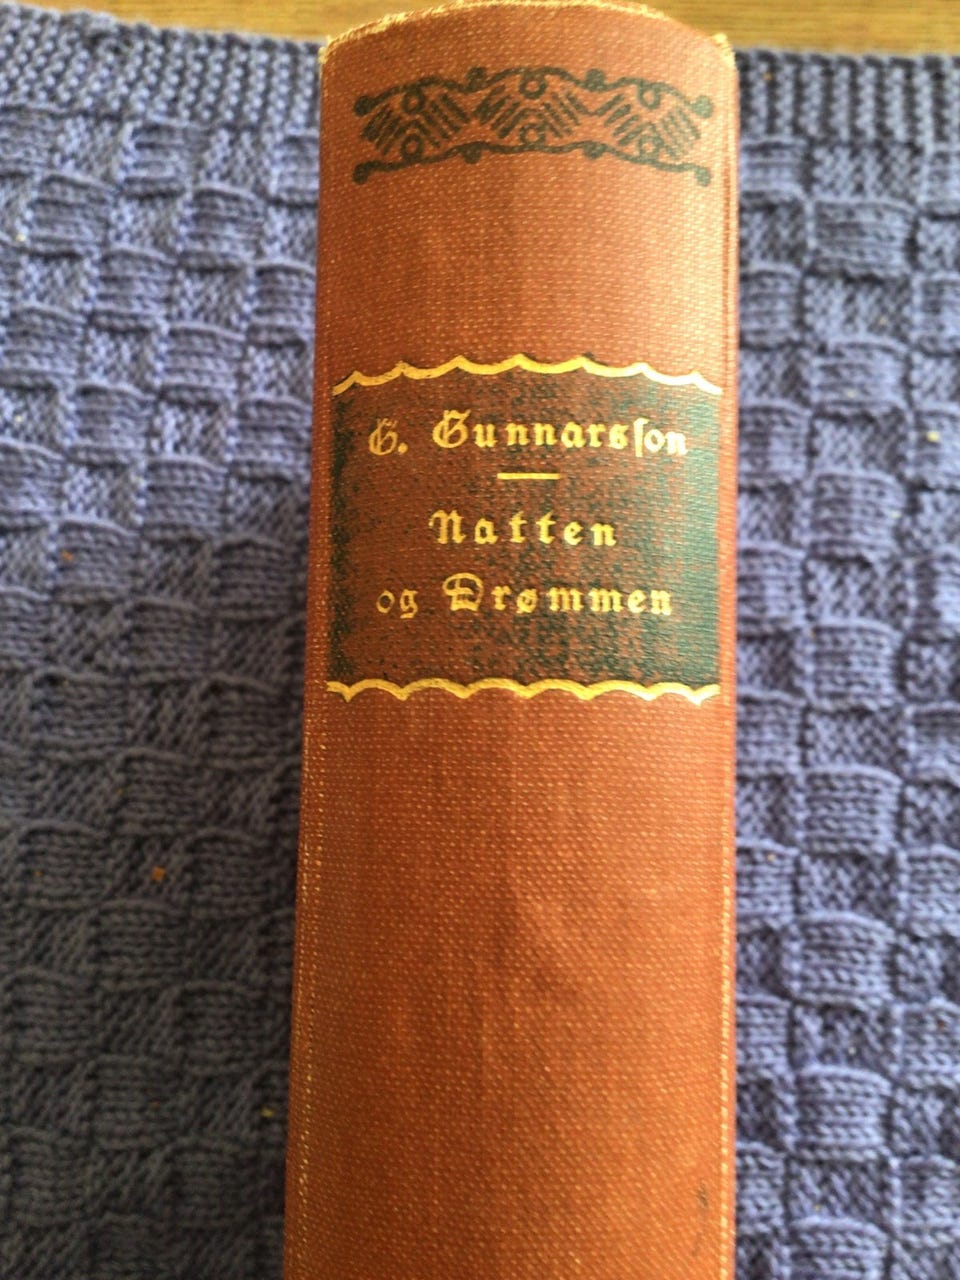 G. Gunnarsſon
Natten
og Drømmen